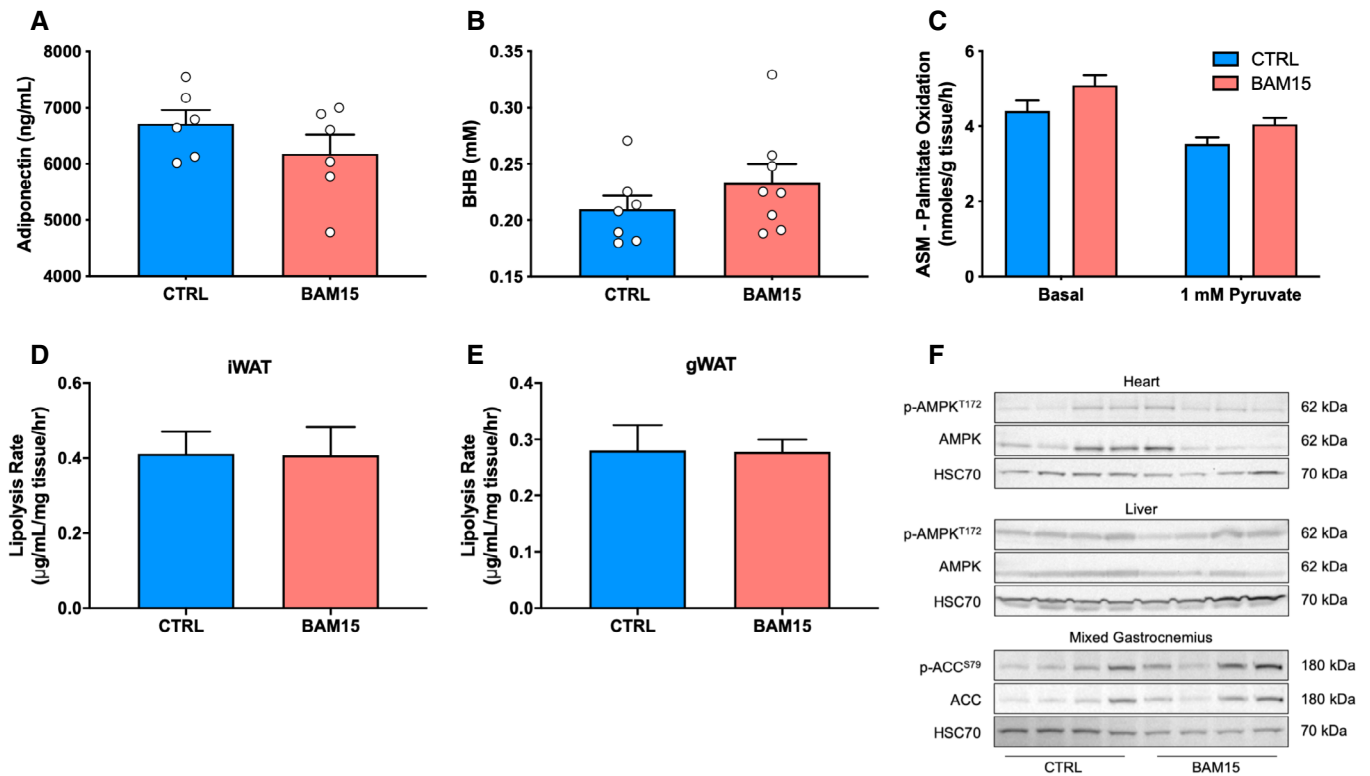 A
Adiponectin (ng/mL)
8000
7000
6000
5000
4000
CTRL
BAM15
B
BHB (mM)
0.35
0.30
0.25
0.20
0.15
CTRL
BAM15
C
ASM - Palmitate Oxidation
(nmoles/g tissue/h)
6
4
2
0
CTRL
BAM15
Basal
1 mM Pyruvate
D
iWAT
Lipolysis Rate
(μg/mL/mg tissue/hr)
0.6
0.4
0.2
0.0
CTRL
BAM15
E
gWAT
Lipolysis Rate
(μg/mL/mg tissue/hr)
0.4
0.3
0.2
0.1
0.0
CTRL
BAM15
F
Heart
p-AMPKᵀ¹⁷² 62 kDa
AMPK 62 kDa
HSC70 70 kDa
Liver
p-AMPKᵀ¹⁷² 62 kDa
AMPK 62 kDa
HSC70 70 kDa
Mixed Gastrocnemius
p-ACCˢ⁷⁹ 180 kDa
ACC 180 kDa
HSC70 70 kDa
CTRL BAM15